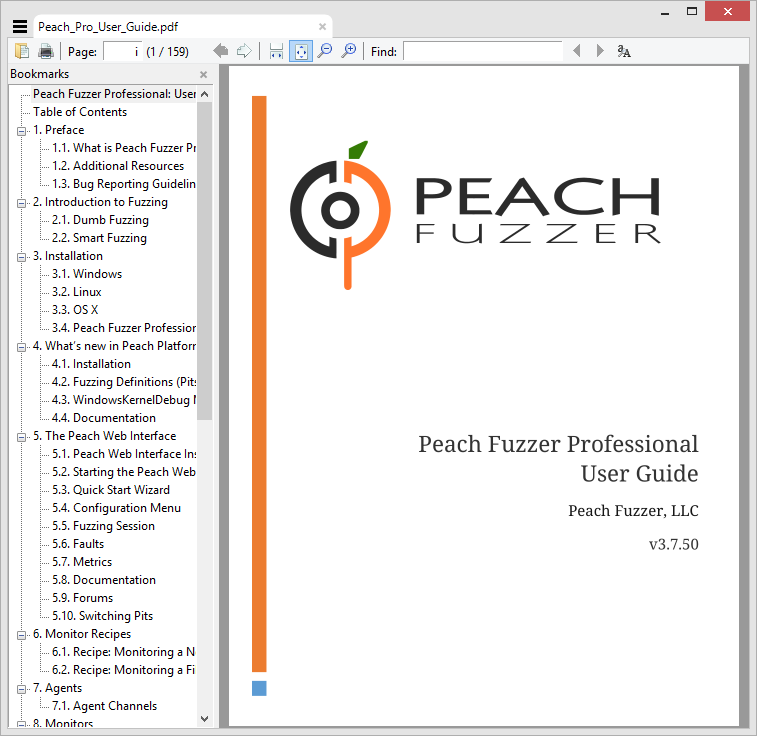 Peach_Pro_User_Guide.pdf
Page: i (1 / 159) Find:
Bookmarks
Peach Fuzzer Professional: User
Table of Contents
1. Preface
1.1. What is Peach Fuzzer Pr
1.2. Additional Resources
1.3. Bug Reporting Guidelin
2. Introduction to Fuzzing
2.1. Dumb Fuzzing
2.2. Smart Fuzzing
3. Installation
3.1. Windows
3.2. Linux
3.3. OS X
3.4. Peach Fuzzer Profession
4. What's new in Peach Platforr
4.1. Installation
4.2. Fuzzing Definitions (Pits
4.3. WindowsKernelDebug M
4.4. Documentation
5. The Peach Web Interface
5.1. Peach Web Interface Ins
5.2. Starting the Peach Web
5.3. Quick Start Wizard
5.4. Configuration Menu
5.5. Fuzzing Session
5.6. Faults
5.7. Metrics
5.8. Documentation
5.9. Forums
5.10. Switching Pits
6. Monitor Recipes
6.1. Recipe: Monitoring a N
6.2. Recipe: Monitoring a Fi
7. Agents
7.1. Agent Channels
8. Monitors
PEACH
FUZZER
Peach Fuzzer Professional
User Guide
Peach Fuzzer, LLC
v3.7.50